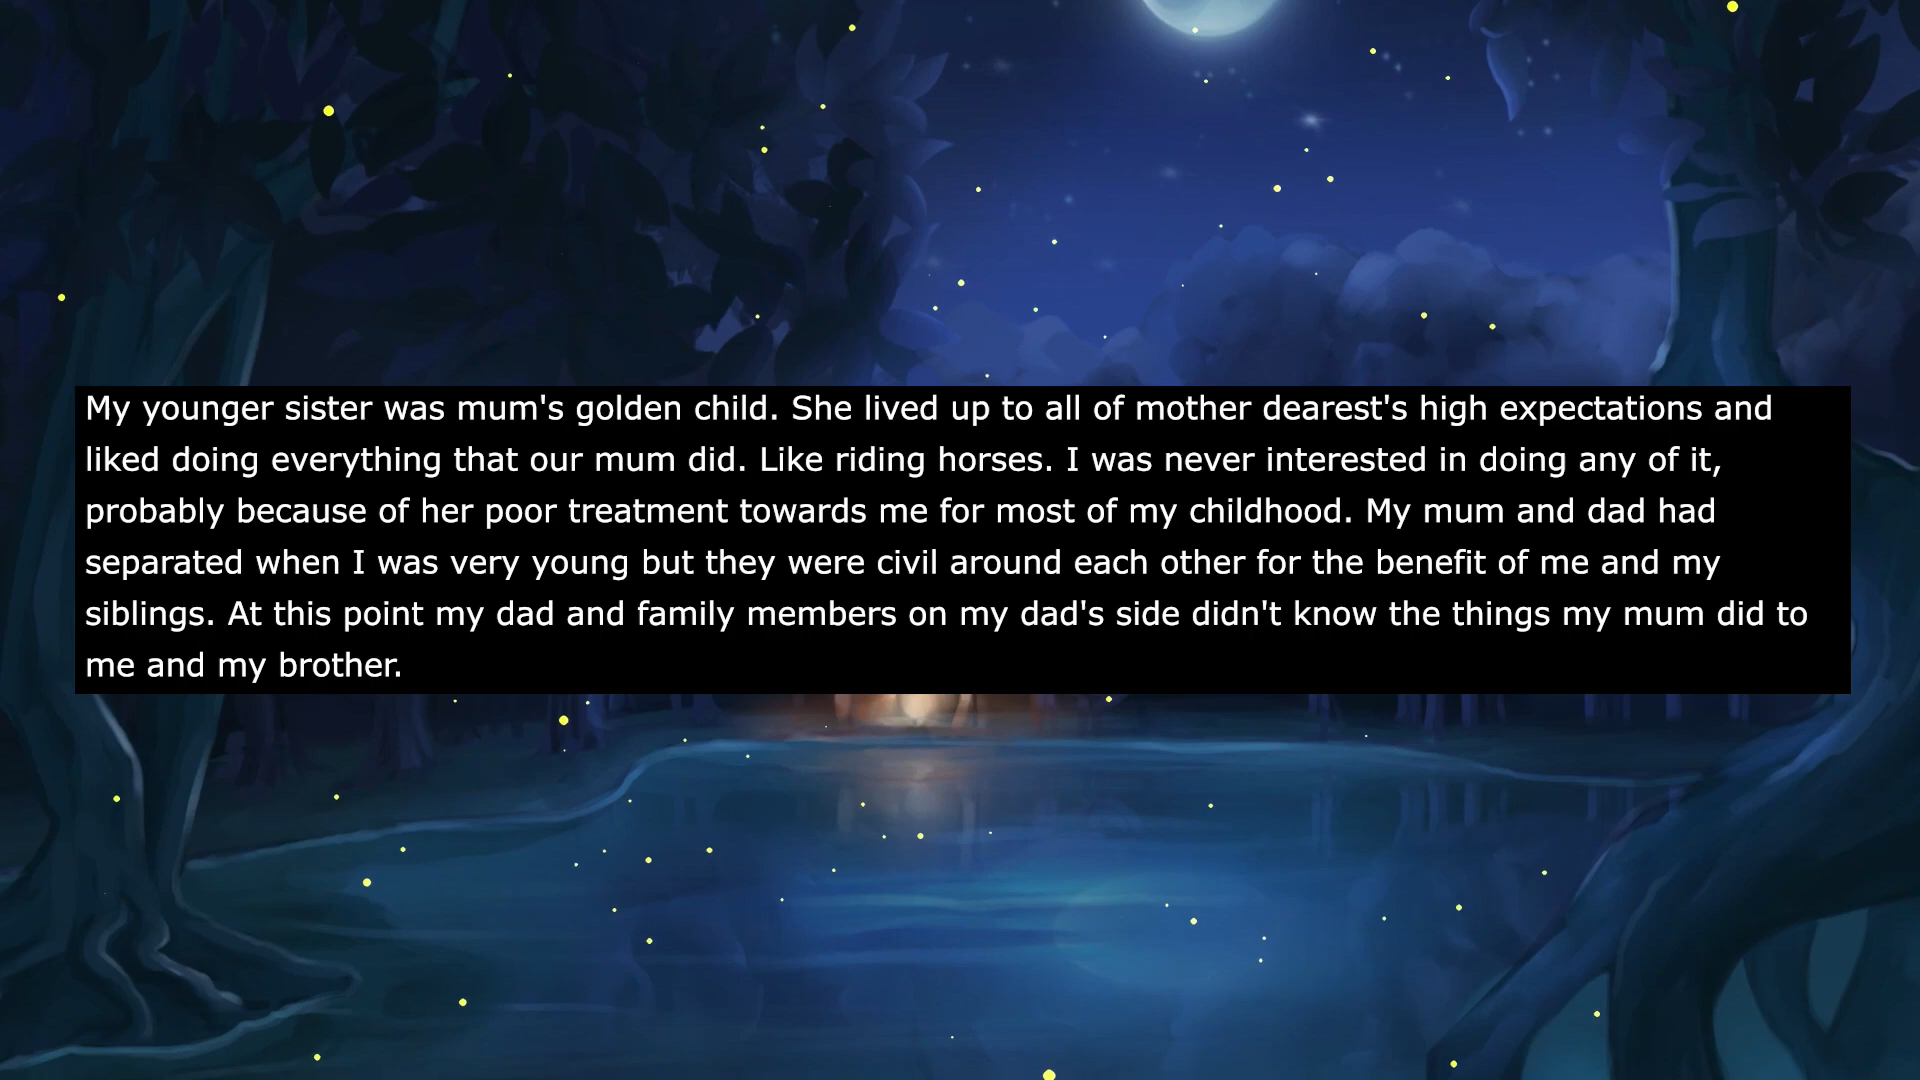 My younger sister was mum's golden child. She lived up to all of mother dearest's high expectations and
liked doing everything that our mum did. Like riding horses. I was never interested in doing any of it,
probably because of her poor treatment towards me for most of my childhood. My mum and dad had
separated when I was very young but they were civil around each other for the benefit of me and my
siblings. At this point my dad and family members on my dad's side didn't know the things my mum did to
me and my brother.